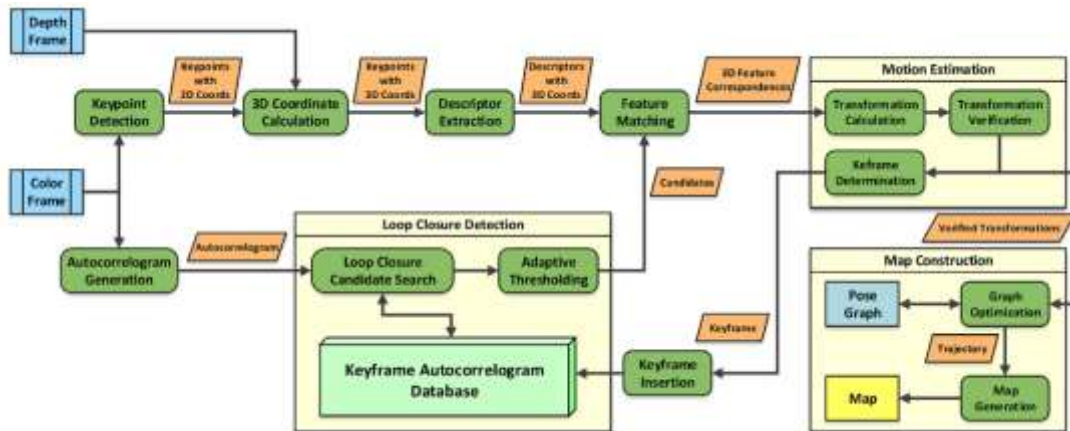 Depth
Frame
Keypoints
with
2D Coords
Keypoints
with
3D Coords
Descriptors
with
3D Coords
3D Feature
Correspondences
Motion Estimation
Keypoint
Detection
3D Coordinate
Calculation
Descriptor
Extraction
Feature
Matching
Transformation
Calculation
Transformation
Verification
Keframe
Determination
Color
Frame
Candidates
Autocorrelogram
Loop Closure Detection
Verified Transformations
Autocorrelogram
Generation
Loop Closure
Candidate Search
Adaptive
Thresholding
Map Construction
Pose
Graph
Graph
Optimization
Keyframe
Trajectory
Keyframe Autocorrelogram
Database
Keyframe
Insertion
Map
Map
Generation